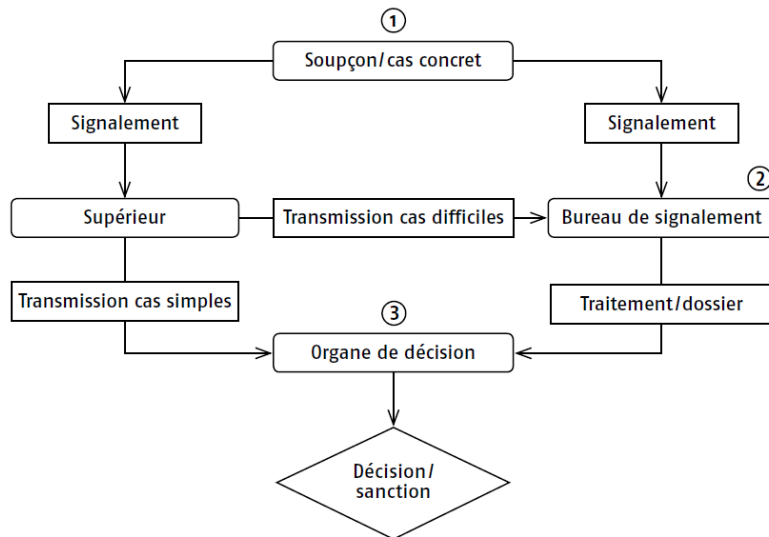 1
Soupçon/cas concret
Signalement
Signalement
2
Supérieur
Transmission cas difficiles
Bureau de signalement
Transmission cas simples
Traitement/dossier
3
Organe de décision
Décision/
sanction